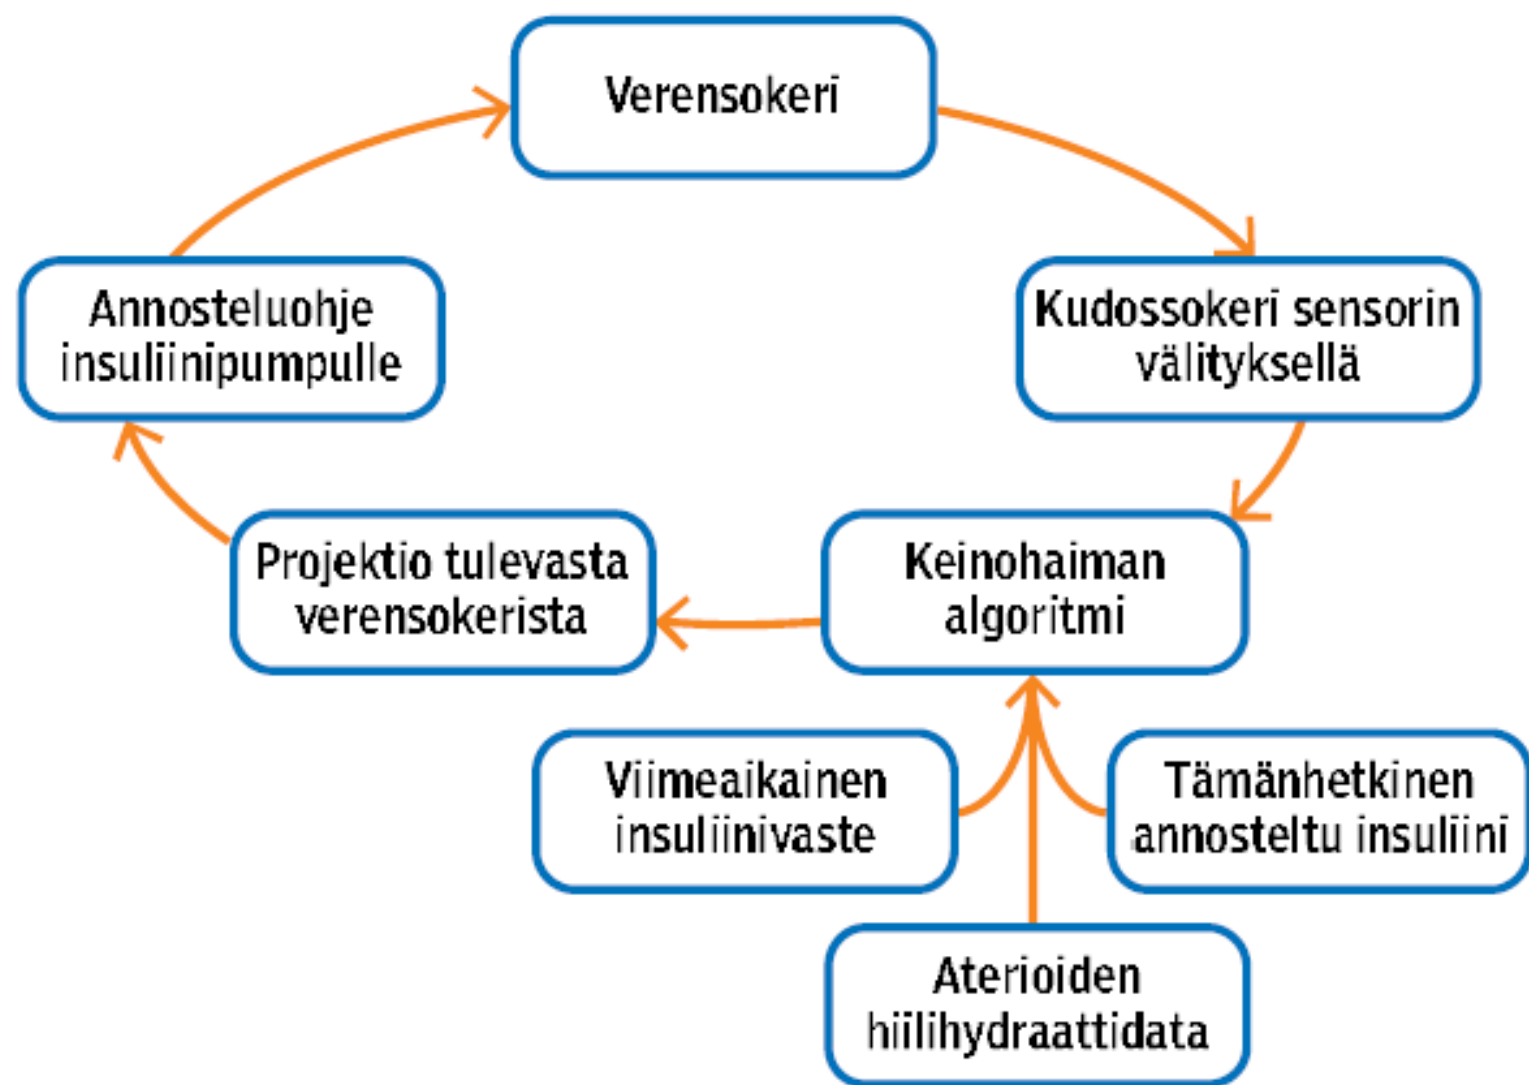 Verensokeri
Annosteluohje
insuliinipumpulle
Kudossokeri sensorin
välityksellä
Projektio tulevasta
verensokerista
Keinohaiman
algoritmi
Viimeaikainen
insuliinivaste
Tämänhetkinen
annosteltu insuliini
Aterioiden
hiilihydraattidata